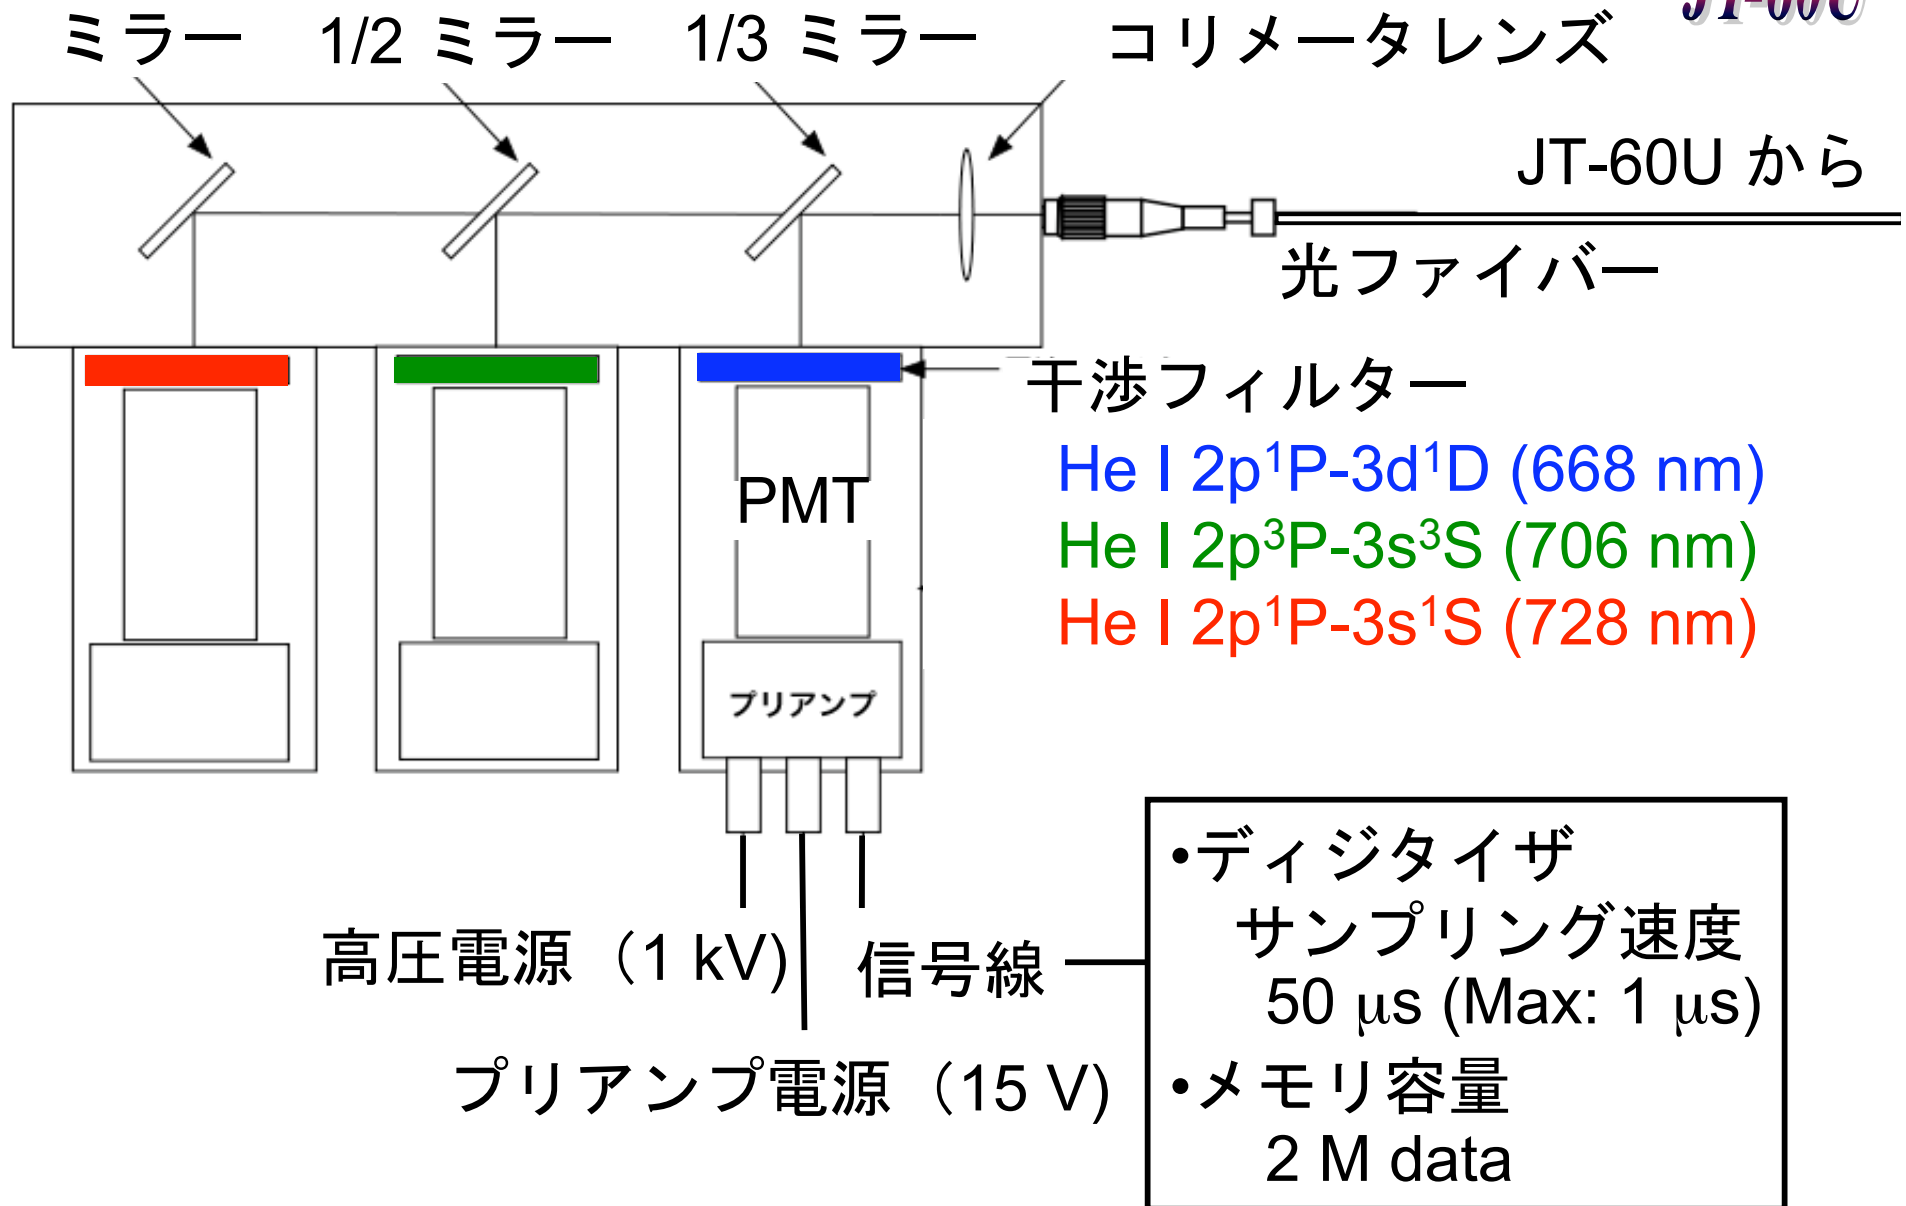 JT-60U
ミラー 1/2 ミラー 1/3 ミラー コリメータレンズ
JT-60U から
光ファイバー
干渉フィルター
He I 2p¹P-3d¹D (668 nm)
He I 2p³P-3s³S (706 nm)
He I 2p¹P-3s¹S (728 nm)
PMT
プリアンプ
高圧電源（1 kV)
信号線
プリアンプ電源（15 V)
•ディジタイザ
サンプリング速度
50 μs (Max: 1 μs)
•メモリ容量
2 M data